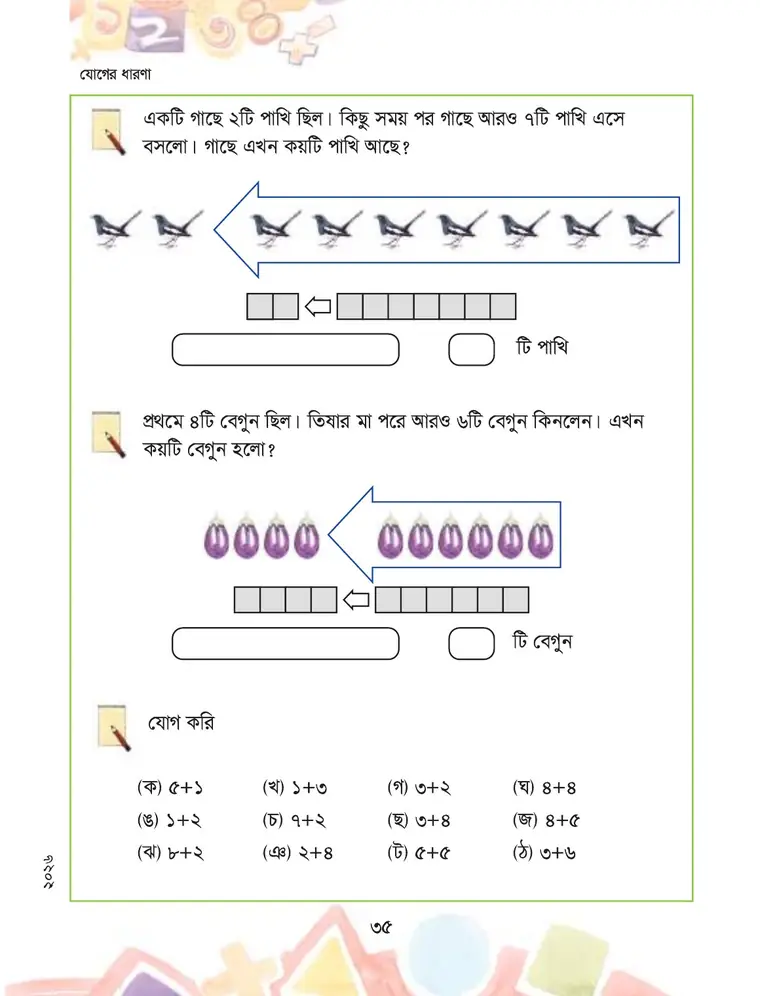 যোগের ধারণা
একটি গাছে ২টি পাখি ছিল। কিছু সময় পর গাছে আরও ৭টি পাখি এসে
বসলো। গাছে এখন কয়টি পাখি আছে?
টি পাখি
প্রথমে ৪টি বেগুন ছিল। তিষার মা পরে আরও ৬টি বেগুন কিনলেন। এখন
কয়টি বেগুন হলো?
টি বেগুন
যোগ করি
(ক) ৫+১ (খ) ১+৩ (গ) ৩+২ (ঘ) ৪+৪
(ঙ) ১+২ (চ) ৭+২ (ছ) ৩+৪ (জ) ৪+৫
(ঝ) ৮+২ (ঞ) ২+৪ (ট) ৫+৫ (ঠ) ৩+৬
২০২৬
৩৫